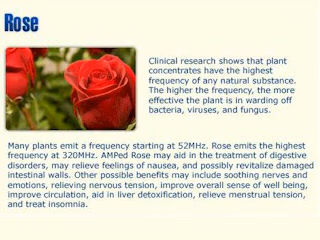 Rose
Clinical research shows that plant
concentrates have the highest
frequency of any natural substance.
The higher the frequency, the more
effective the plant is in warding off
bacteria, viruses, and fungus.
Many plants emit a frequency starting at 52MHz. Rose emits the highest
frequency at 320MHz. AMPed Rose may aid in the treatment of digestive
disorders, may relieve feelings of nausea, and possibly revitalize damaged
intestinal walls. Other possible benefits may include soothing nerves and
emotions, relieving nervous tension, improve overall sense of well being,
improve circulation, aid in liver detoxification, relieve menstrual tension,
and treat insomnia.